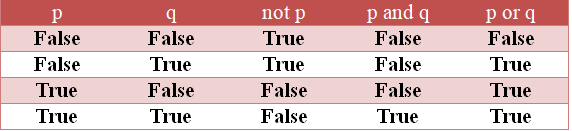 p q not p p and q p or q
False False True False False
False True True False True
True False False False True
True True False True True